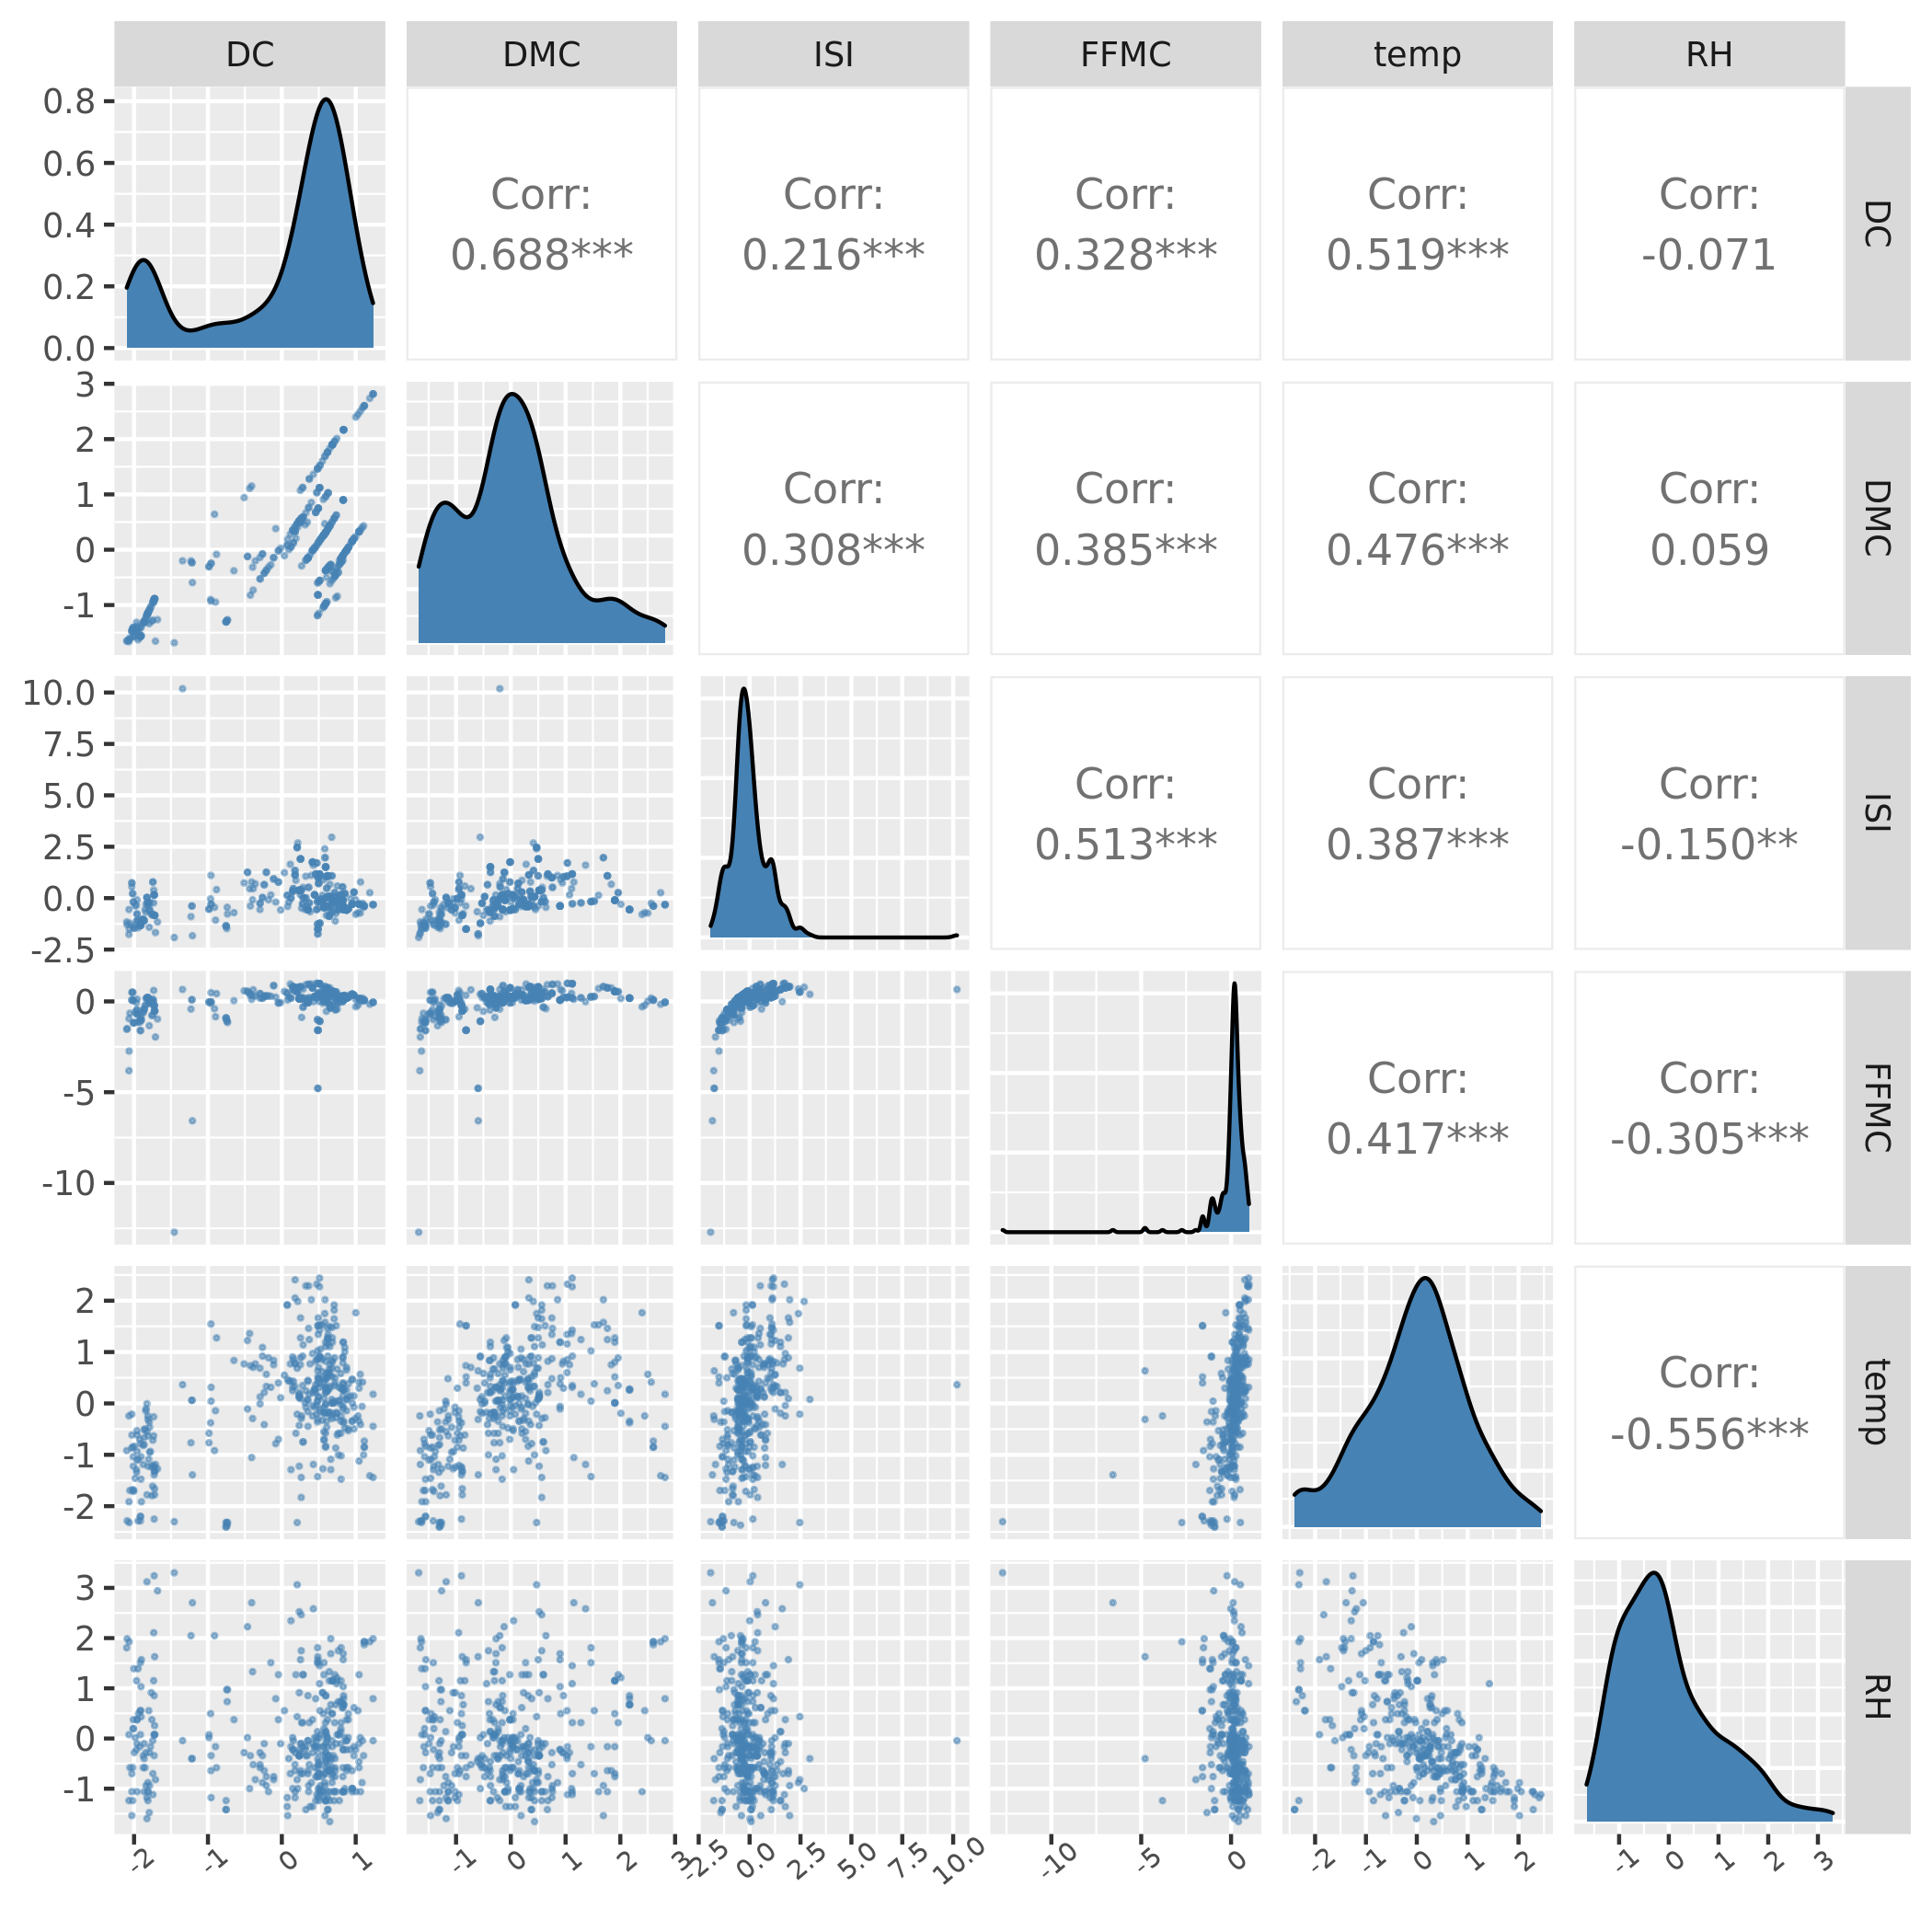 DC DMC ISI FFMC temp RH
0.8
0.6
0.4
0.2
0.0
Corr: Corr: Corr: Corr: Corr:
0.688*** 0.216*** 0.328*** 0.519*** -0.071
DC
3
2
1
0
-1
Corr: Corr: Corr: Corr:
0.308*** 0.385*** 0.476*** 0.059
DMC
10.0
7.5
5.0
2.5
0.0
-2.5
Corr: Corr: Corr:
0.513*** 0.387*** -0.150**
ISI
0
-5
-10
Corr: Corr:
0.417*** -0.305***
FFMC
2
1
0
-1
-2
Corr:
-0.556***
temp
3
2
1
0
-1
RH
-2 -1 0 1 -1 0 1 2 3 -2.5 0.0 2.5 5.0 7.5 10.0 -10 -5 0 -2 -1 0 1 2 -1 0 1 2 3